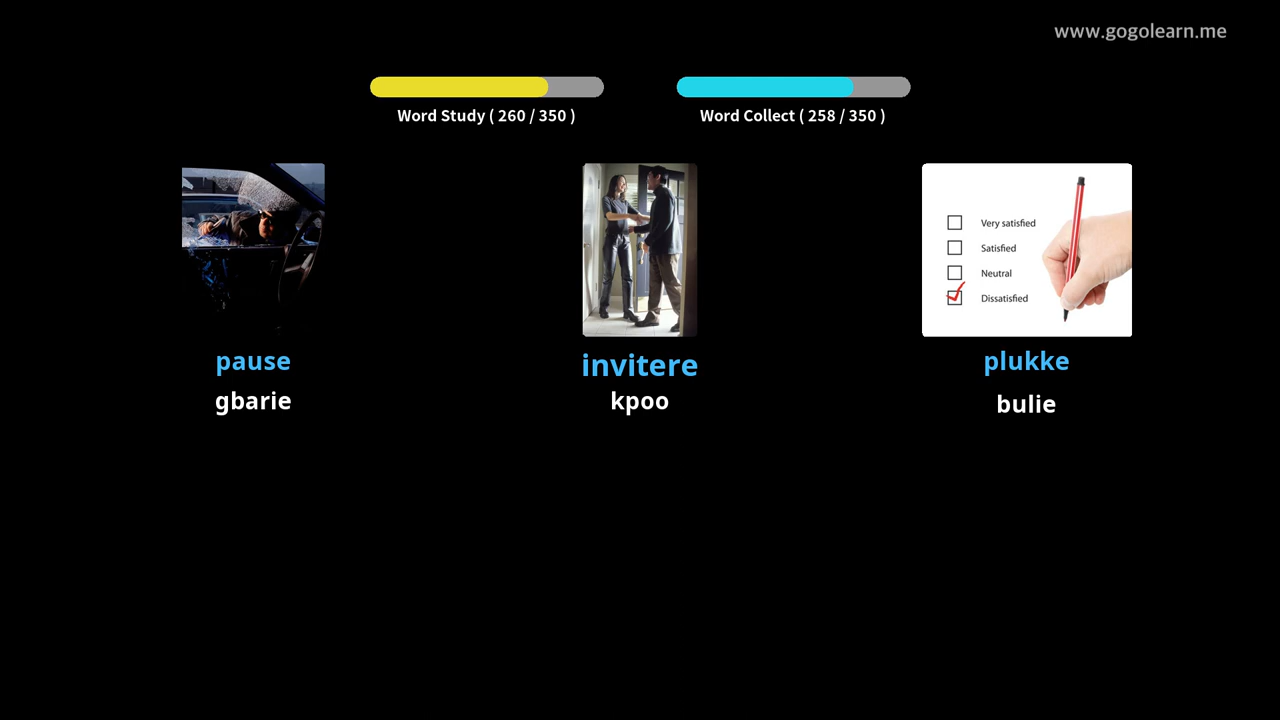 www.gogolearn.me
Word Study ( 260 / 350 )
Word Collect ( 258 / 350 )
Very satisfied
Satisfied
Neutral
Dissatisfied
pause
invitere
plukke
gbarie
kpoo
bulie